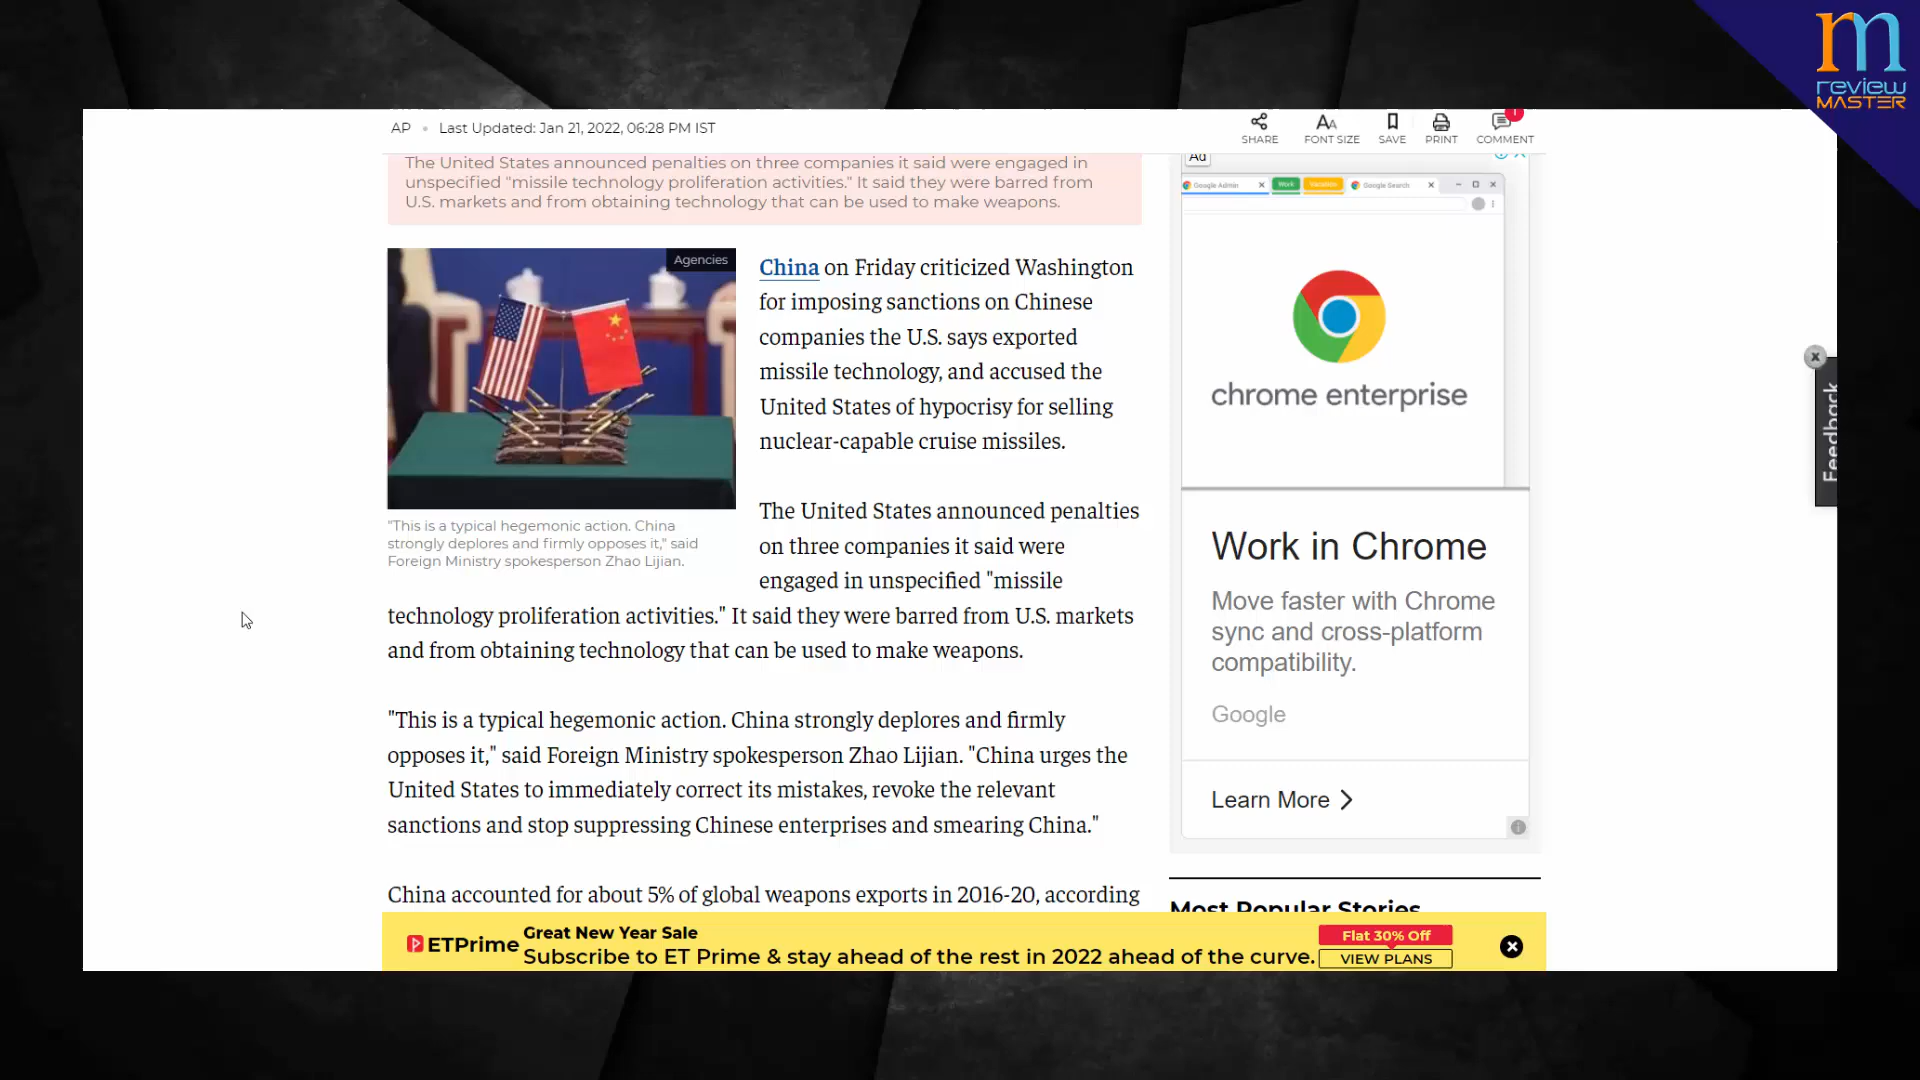 rm
review
MASTER
AP • Last Updated: Jan 21, 2022, 06:28 PM IST
SHARE
FONT SIZE
SAVE
PRINT
1
COMMENT
The United States announced penalties on three companies it said were engaged in
unspecified "missile technology proliferation activities." It said they were barred from
U.S. markets and from obtaining technology that can be used to make weapons.
Agencies
"This is a typical hegemonic action. China
strongly deplores and firmly opposes it," said
Foreign Ministry spokesperson Zhao Lijian.
China on Friday criticized Washington
for imposing sanctions on Chinese
companies the U.S. says exported
missile technology, and accused the
United States of hypocrisy for selling
nuclear-capable cruise missiles.
The United States announced penalties
on three companies it said were
engaged in unspecified "missile
technology proliferation activities." It said they were barred from U.S. markets
and from obtaining technology that can be used to make weapons.
"This is a typical hegemonic action. China strongly deplores and firmly
opposes it," said Foreign Ministry spokesperson Zhao Lijian. "China urges the
United States to immediately correct its mistakes, revoke the relevant
sanctions and stop suppressing Chinese enterprises and smearing China."
China accounted for about 5% of global weapons exports in 2016-20, according
Ad
Google Admin
Work
Vacation
Google Search
chrome enterprise
Work in Chrome
Move faster with Chrome
sync and cross-platform
compatibility.
Google
Learn More
Most Popular Stories
Feedback
ETPrime
Great New Year Sale
Subscribe to ET Prime & stay ahead of the rest in 2022 ahead of the curve.
Flat 30% Off
VIEW PLANS